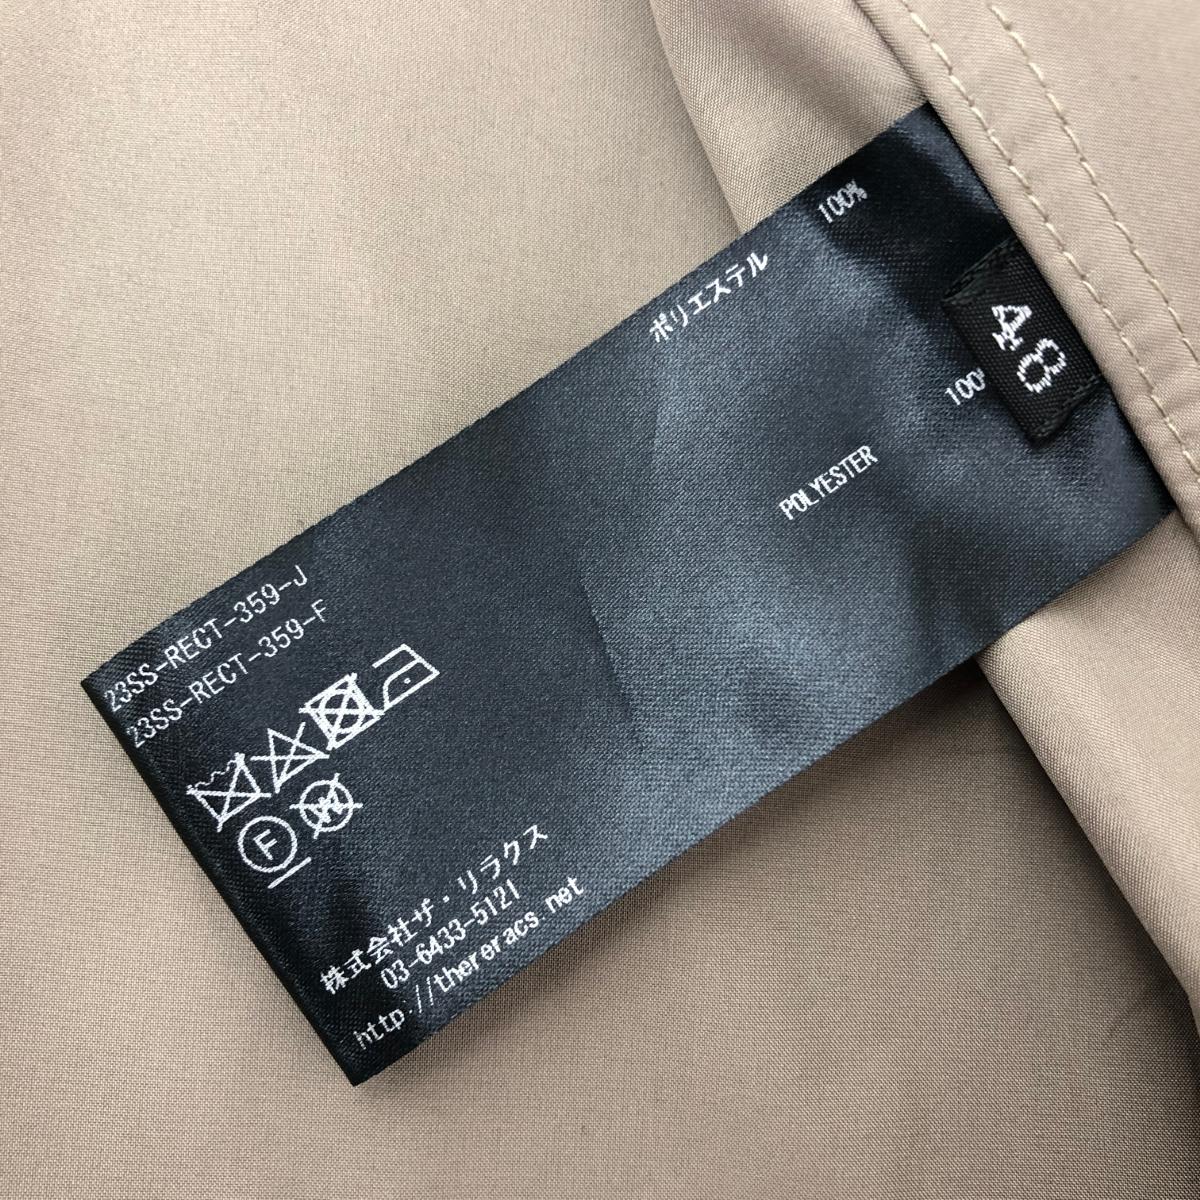 100%
ポリエステル
100%
POLYESTER
48
23SS-RECT-359-J
23SS-RECT-359-F
F
W
株式会社ザ・リラクス
03-6433-5121
http://thereracs.net